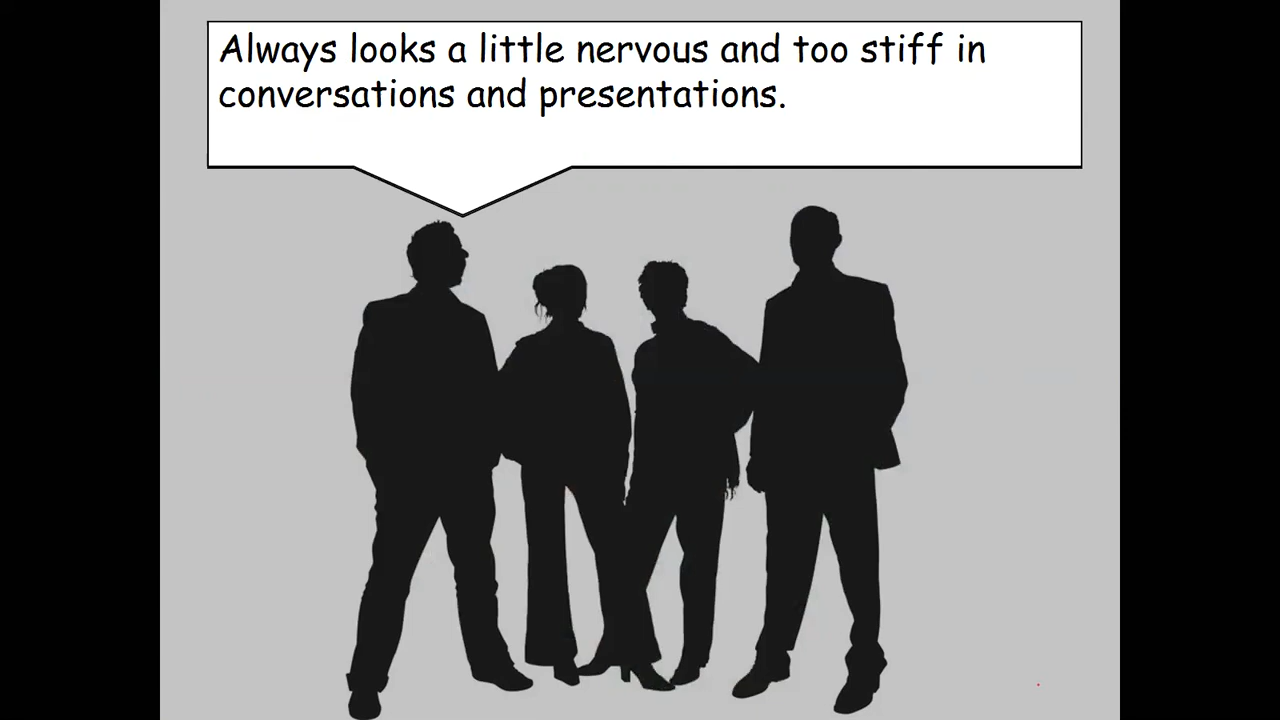 Always looks a little nervous and too stiff in
conversations and presentations.